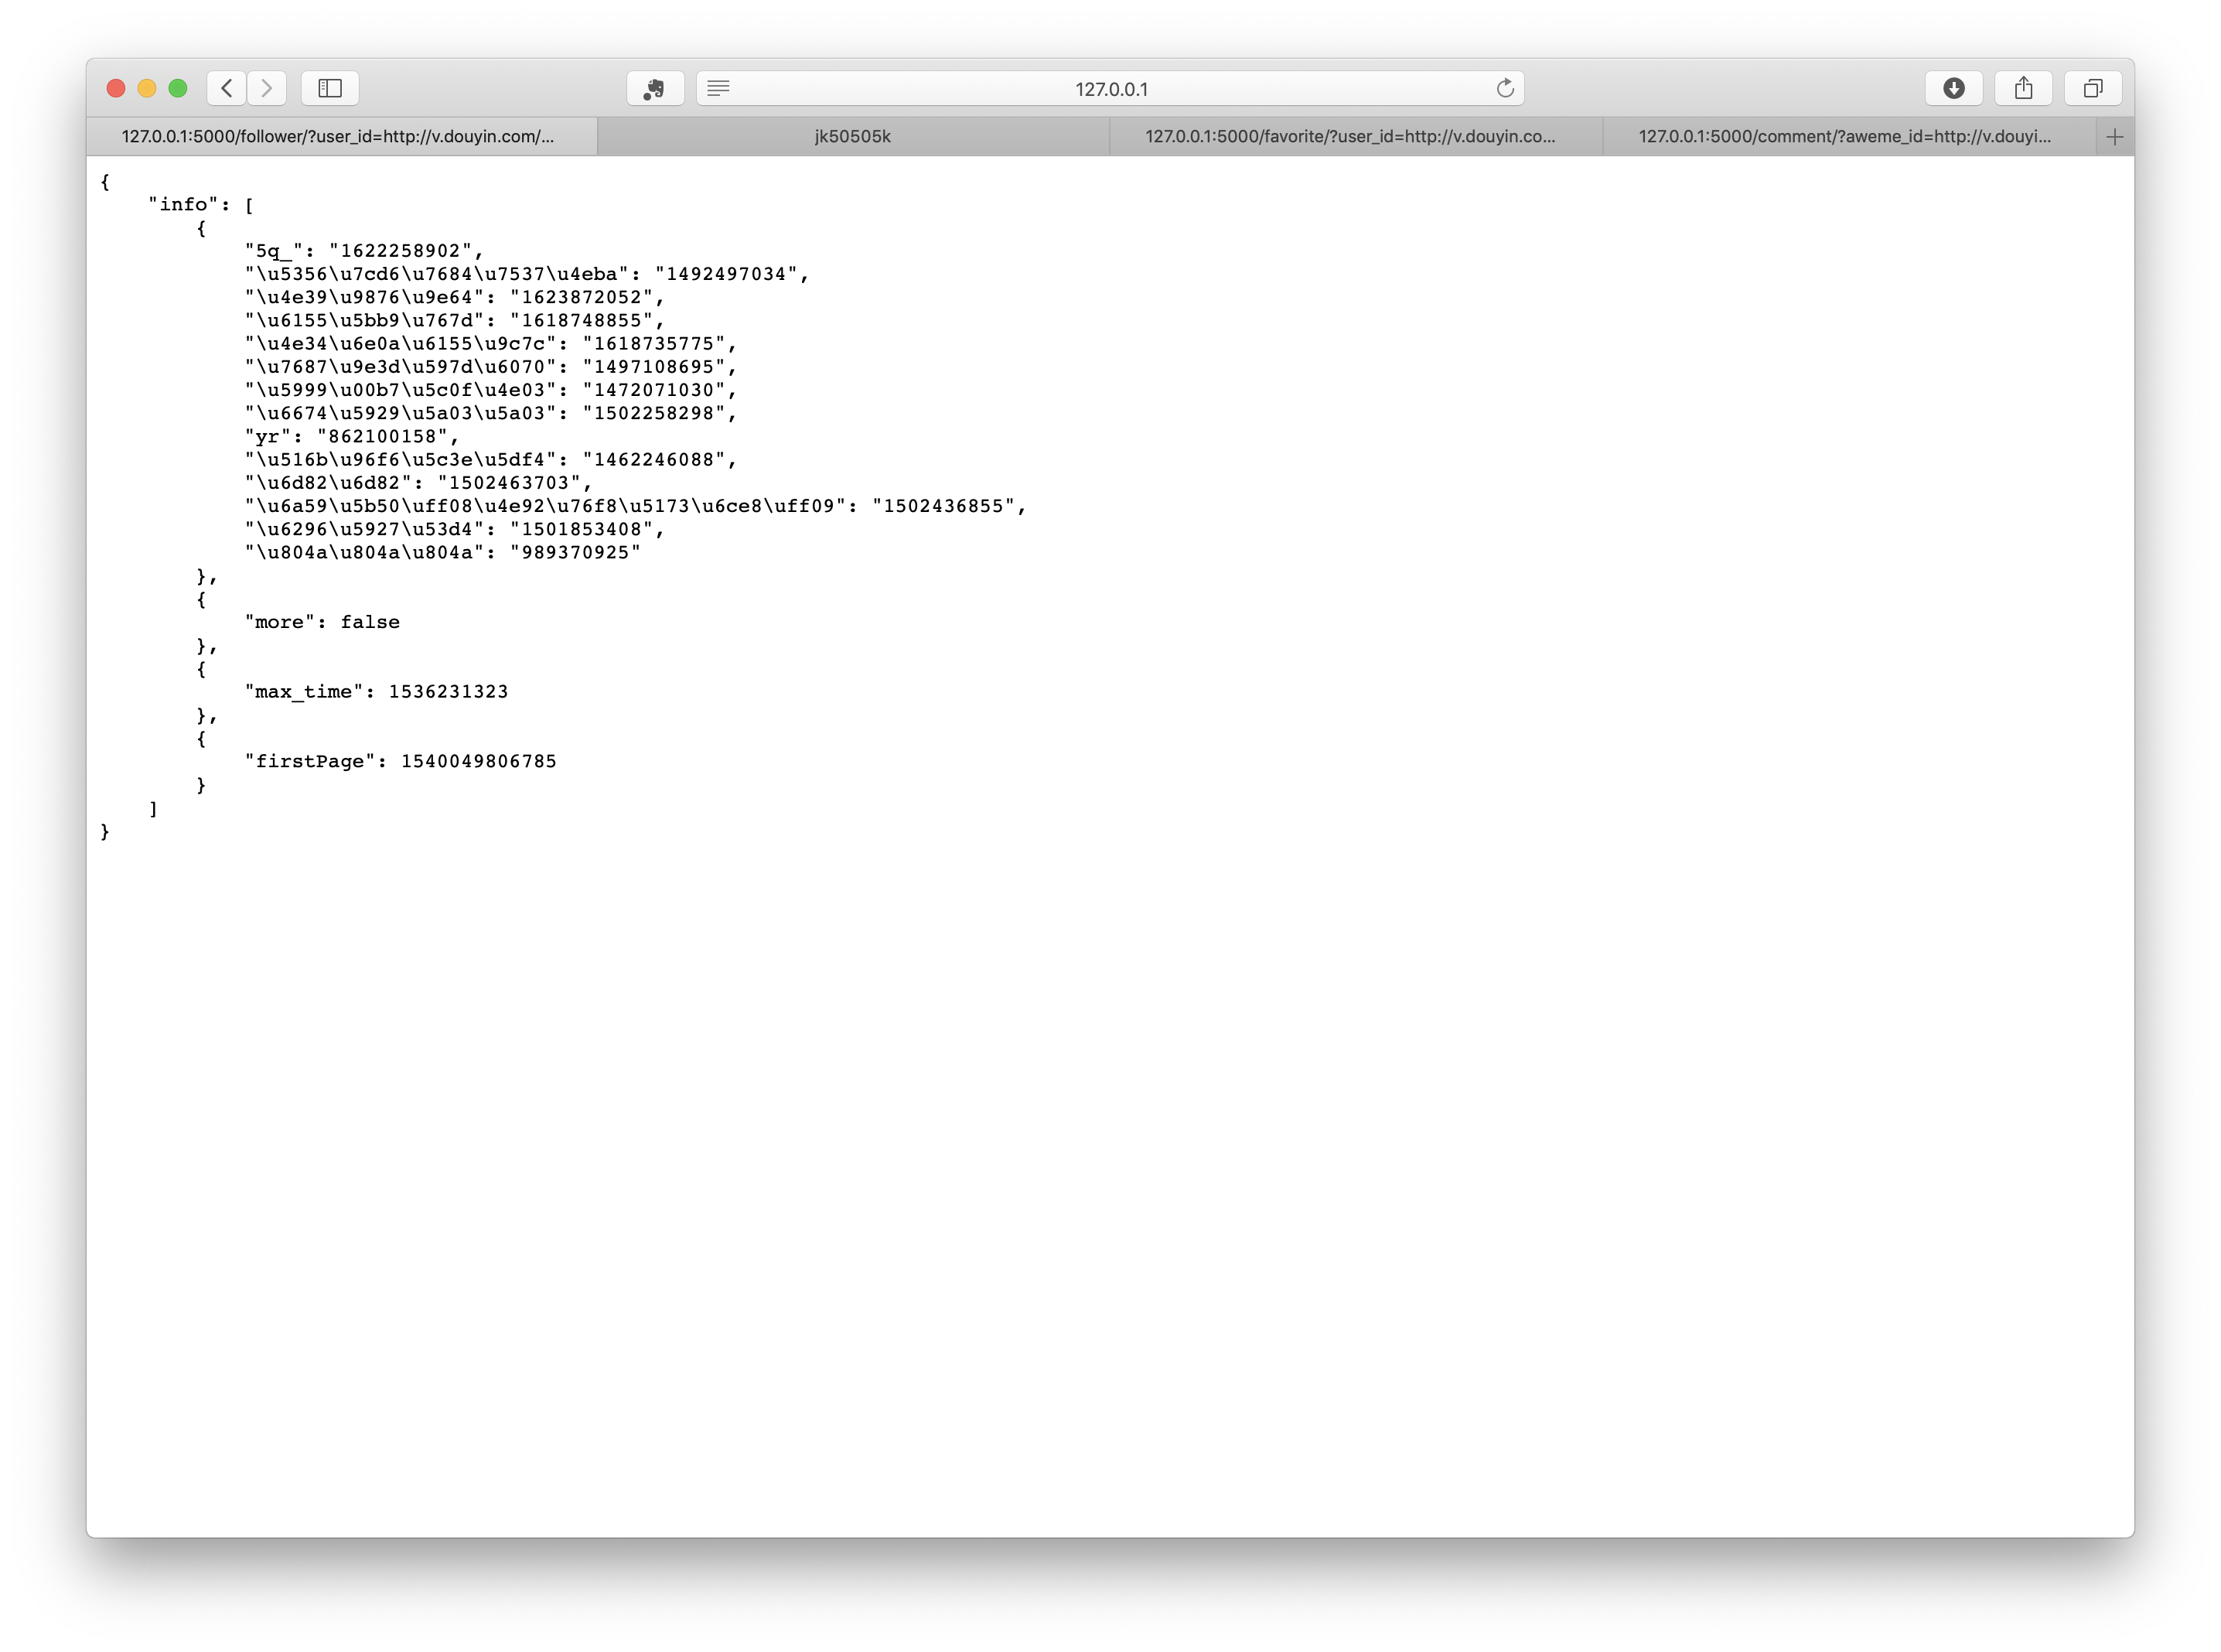 127.0.0.1
127.0.0.1:5000/follower/?user_id=http://v.douyin.com/...
jk50505k
127.0.0.1:5000/favorite/?user_id=http://v.douyin.co...
127.0.0.1:5000/comment/?aweme_id=http://v.douyi...
{
    "info": [
        {
            "5q_": "1622258902",
            "\u5356\u7cd6\u7684\u7537\u4eba": "1492497034",
            "\u4e39\u9876\u9e64": "1623872052",
            "\u6155\u5bb9\u767d": "1618748855",
            "\u4e34\u6e0a\u6155\u9c7c": "1618735775",
            "\u7687\u9e3d\u597d\u6070": "1497108695",
            "\u5999\u00b7\u5c0f\u4e03": "1472071030",
            "\u6674\u5929\u5a03\u5a03": "1502258298",
            "yr": "862100158",
            "\u516b\u96f6\u5c3e\u5df4": "1462246088",
            "\u6d82\u6d82": "1502463703",
            "\u6a59\u5b50\uff08\u4e92\u76f8\u5173\u6ce8\uff09": "1502436855",
            "\u6296\u5927\u53d4": "1501853408",
            "\u804a\u804a\u804a": "989370925"
        },
        {
            "more": false
        },
        {
            "max_time": 1536231323
        },
        {
            "firstPage": 1540049806785
        }
    ]
}